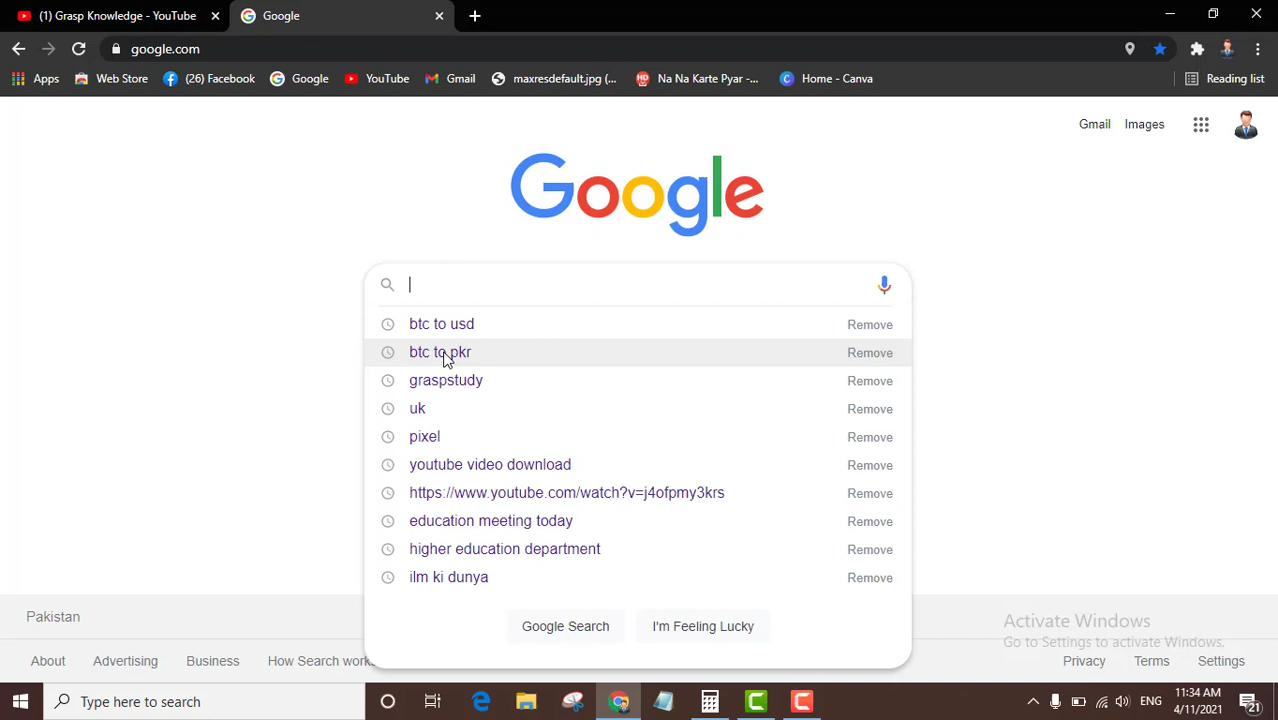 (1) Grasp Knowledge - YouTube
Google
google.com
Apps Web Store (26) Facebook Google YouTube Gmail maxresdefault.jpg (... Na Na Karte Pyar -... Home - Canva Reading list
Gmail Images
Google
btc to usd Remove
btc to pkr Remove
graspstudy Remove
uk Remove
pixel Remove
youtube video download Remove
https://www.youtube.com/watch?v=j4ofpmy3krs Remove
education meeting today Remove
higher education department Remove
ilm ki dunya Remove
Google Search I'm Feeling Lucky
Pakistan
Activate Windows
Go to Settings to activate Windows.
About Advertising Business How Search works Privacy Terms Settings
Type here to search
ENG
11:34 AM
4/11/2021
21